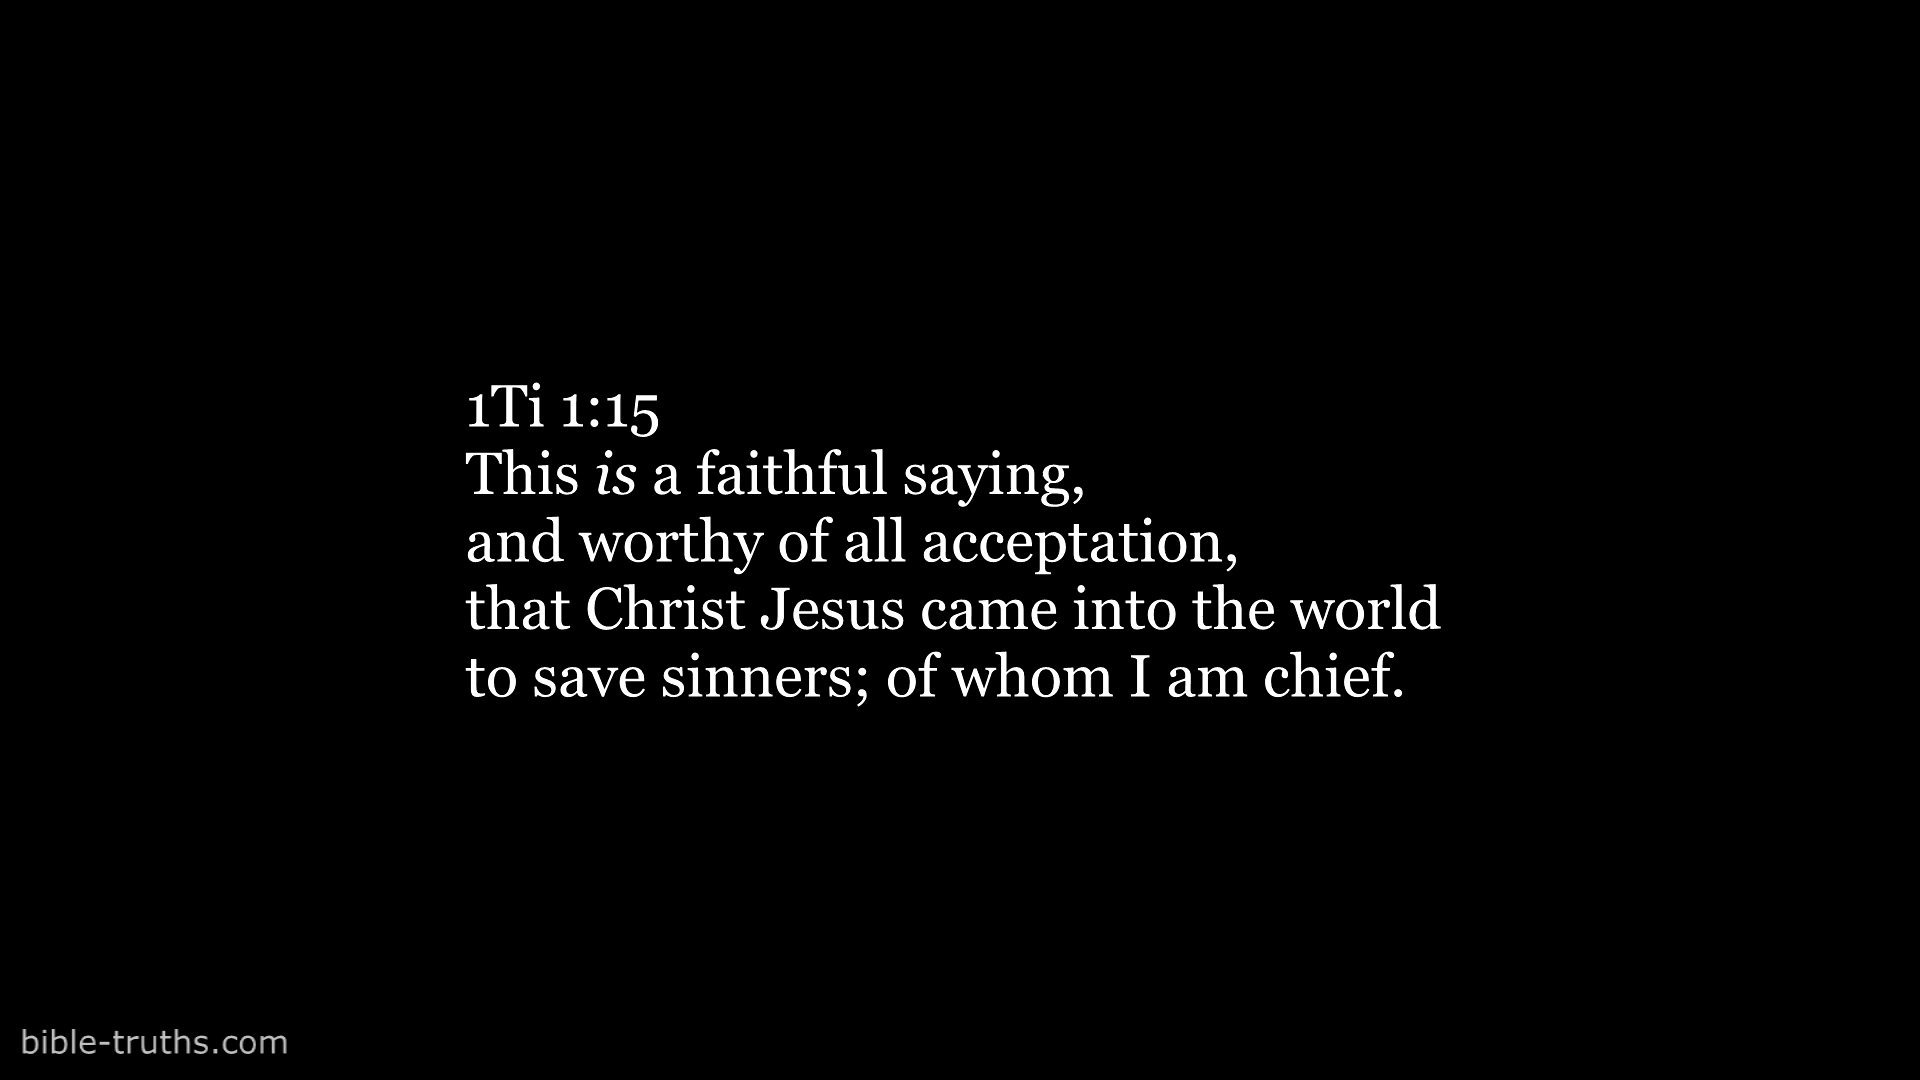 1Ti 1:15
This is a faithful saying,
and worthy of all acceptation,
that Christ Jesus came into the world
to save sinners; of whom I am chief.
bible-truths.com